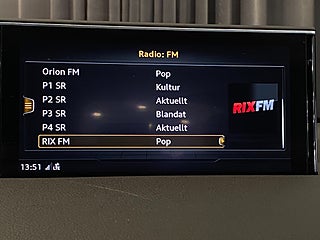 Radio: FM
Orion FM Pop
P1 SR Kultur
P2 SR Aktuellt
P3 SR Blandat
P4 SR Aktuellt
RIX FM Pop
RIXFM
13:51